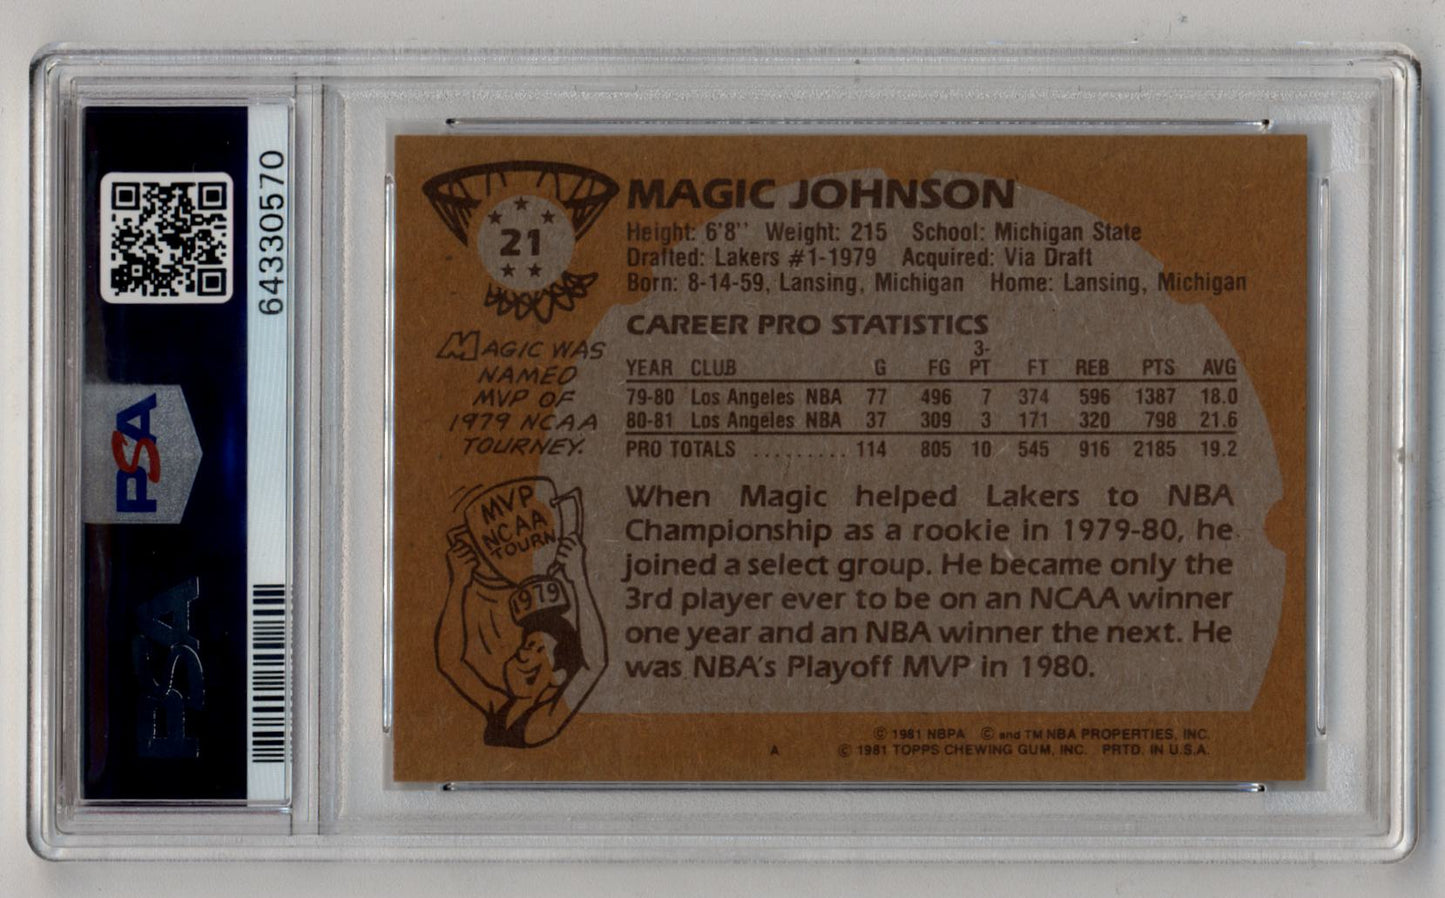 64330570
PSA
PSA
21
MAGIC JOHNSON
Height: 6'8'' Weight: 215 School: Michigan State
Drafted: Lakers #1-1979 Acquired: Via Draft
Born: 8-14-59, Lansing, Michigan Home: Lansing, Michigan
MAGIC WAS
NAMED
MVP OF
1979 NCAA
TOURNEY.
MVP
NCAA
TOURN
1979
CAREER PRO STATISTICS
YEAR CLUB G FG 3-PT FT REB PTS AVG
79-80 Los Angeles NBA 77 496 7 374 596 1387 18.0
80-81 Los Angeles NBA 37 309 3 171 320 798 21.6
PRO TOTALS ......... 114 805 10 545 916 2185 19.2
When Magic helped Lakers to NBA
Championship as a rookie in 1979-80, he
joined a select group. He became only the
3rd player ever to be on an NCAA winner
one year and an NBA winner the next. He
was NBA's Playoff MVP in 1980.
© 1981 NBPA © and TM NBA PROPERTIES, INC.
A © 1981 TOPPS CHEWING GUM, INC. PRTD. IN U.S.A.